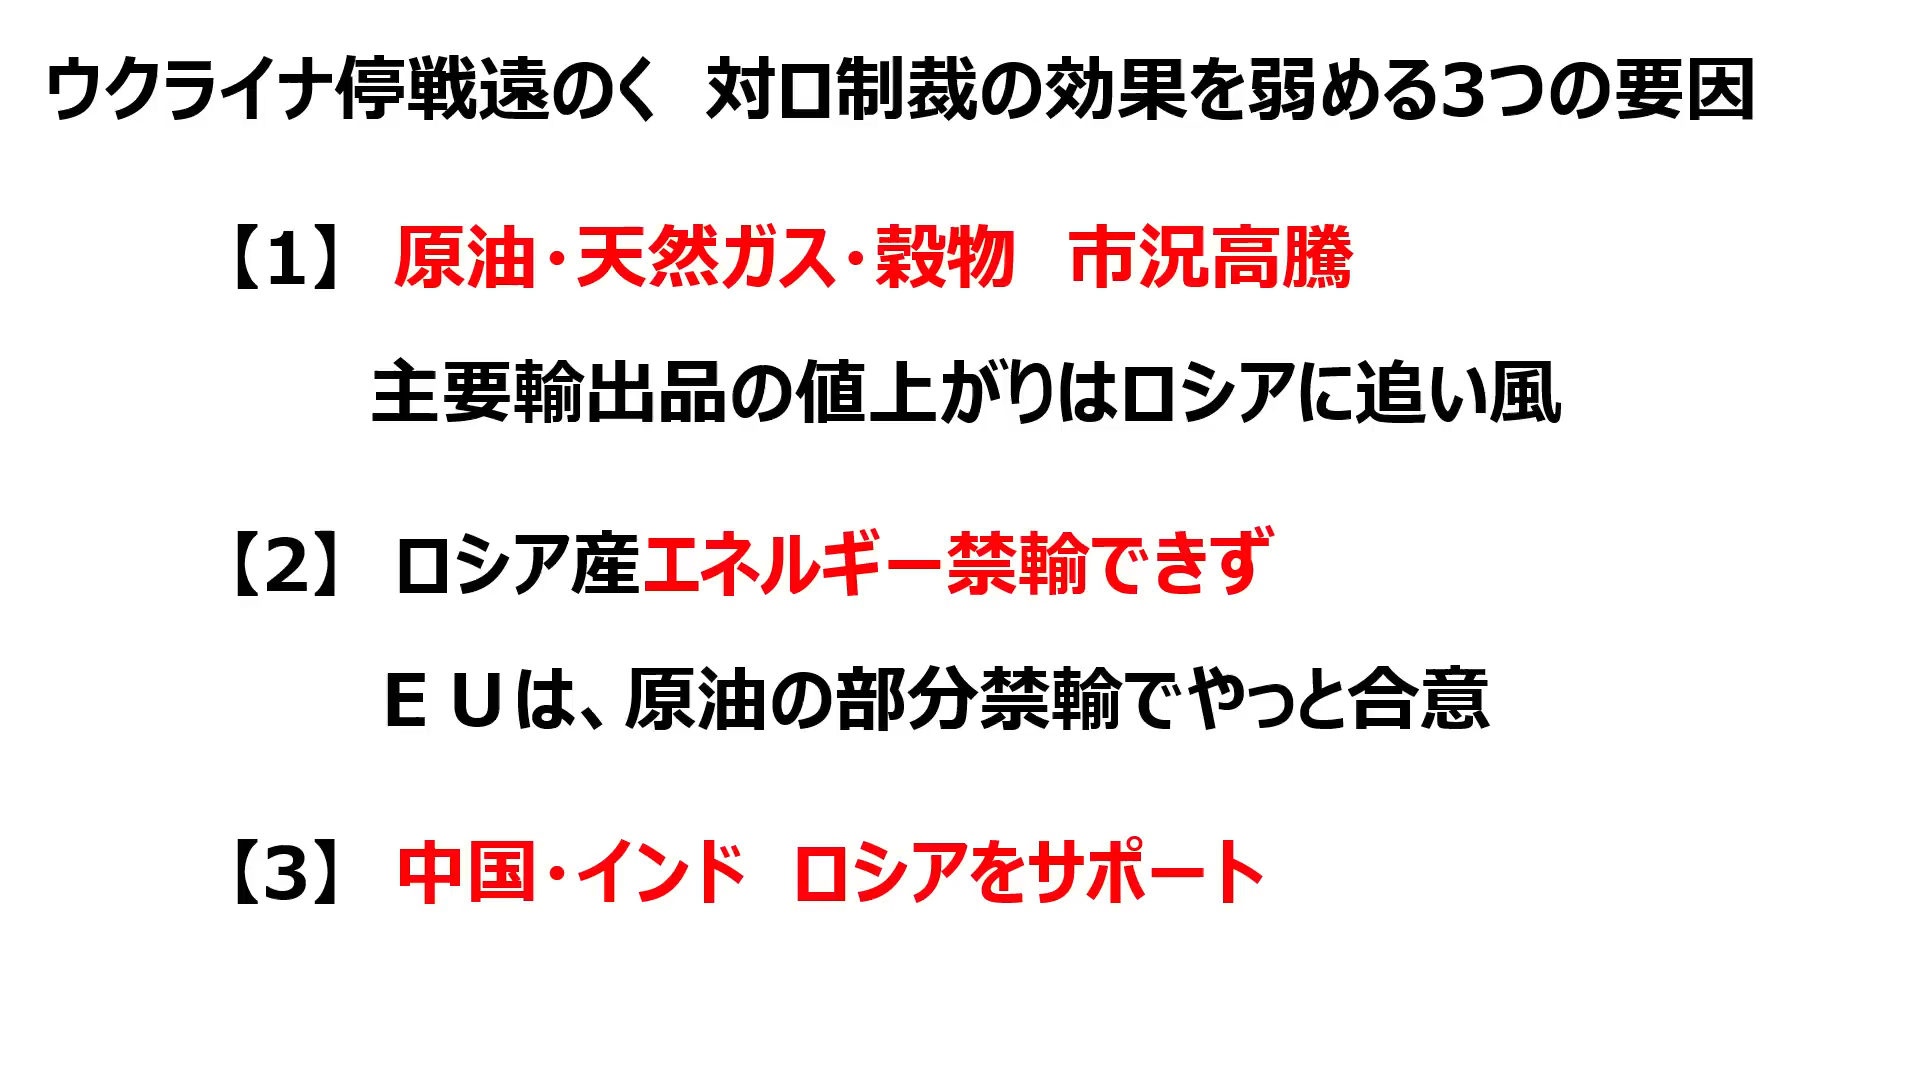 ウクライナ停戦遠のく　対ロ制裁の効果を弱める3つの要因
【1】 原油・天然ガス・穀物　市況高騰
主要輸出品の値上がりはロシアに追い風
【2】 ロシア産エネルギー禁輸できず
ＥＵは、原油の部分禁輸でやっと合意
【3】 中国・インド　ロシアをサポート